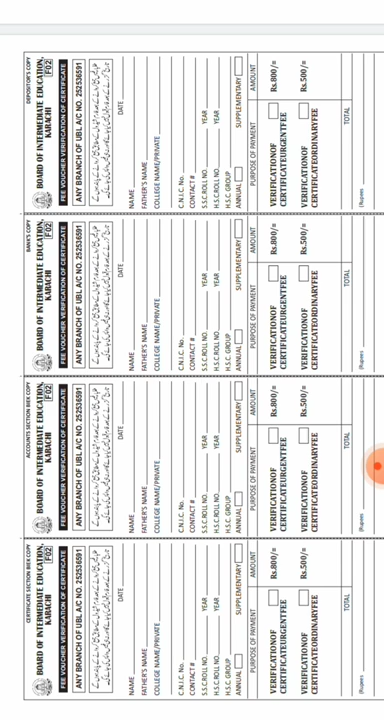 DEPOSITOR'S COPY
BOARD OF INTERMEDIATE EDUCATION,
KARACHI
F02
FEE VOUCHER VERIFICATION OF CERTIFICATE
ANY BRANCH OF UBL A/C NO. 252536591
DATE
NAME
FATHER'S NAME
COLLEGE NAME/PRIVATE
C.N.I.C. No.
CONTACT #
S.S.C.ROLL NO. YEAR
H.S.C.ROLL NO. YEAR
H.S.C. GROUP
ANNUAL SUPPLEMENTARY
PURPOSE OF PAYMENT AMOUNT
VERIFICATIONOF
CERTIFICATEURGENTFEE Rs.800/=
VERIFICATIONOF
CERTIFICATEORDINARYFEE Rs.500/=
TOTAL
(Rupees
BANK'S COPY
BOARD OF INTERMEDIATE EDUCATION,
KARACHI
F02
FEE VOUCHER VERIFICATION OF CERTIFICATE
ANY BRANCH OF UBL A/C NO. 252536591
DATE
NAME
FATHER'S NAME
COLLEGE NAME/PRIVATE
C.N.I.C. No.
CONTACT #
S.S.C.ROLL NO. YEAR
H.S.C.ROLL NO. YEAR
H.S.C. GROUP
ANNUAL SUPPLEMENTARY
PURPOSE OF PAYMENT AMOUNT
VERIFICATIONOF
CERTIFICATEURGENTFEE Rs.800/=
VERIFICATIONOF
CERTIFICATEORDINARYFEE Rs.500/=
TOTAL
(Rupees
ACCOUNTS SECTION BIEK COPY
BOARD OF INTERMEDIATE EDUCATION,
KARACHI
F02
FEE VOUCHER VERIFICATION OF CERTIFICATE
ANY BRANCH OF UBL A/C NO. 252536591
DATE
NAME
FATHER'S NAME
COLLEGE NAME/PRIVATE
C.N.I.C. No.
CONTACT #
S.S.C.ROLL NO. YEAR
H.S.C.ROLL NO. YEAR
H.S.C. GROUP
ANNUAL SUPPLEMENTARY
PURPOSE OF PAYMENT AMOUNT
VERIFICATIONOF
CERTIFICATEURGENTFEE Rs.800/=
VERIFICATIONOF
CERTIFICATEORDINARYFEE Rs.500/=
TOTAL
(Rupees
CERTIFICATE SECTION BIEK COPY
BOARD OF INTERMEDIATE EDUCATION,
KARACHI
F02
FEE VOUCHER VERIFICATION OF CERTIFICATE
ANY BRANCH OF UBL A/C NO. 252536591
DATE
NAME
FATHER'S NAME
COLLEGE NAME/PRIVATE
C.N.I.C. No.
CONTACT #
S.S.C.ROLL NO. YEAR
H.S.C.ROLL NO. YEAR
H.S.C. GROUP
ANNUAL SUPPLEMENTARY
PURPOSE OF PAYMENT AMOUNT
VERIFICATIONOF
CERTIFICATEURGENTFEE Rs.800/=
VERIFICATIONOF
CERTIFICATEORDINARYFEE Rs.500/=
TOTAL
(Rupees